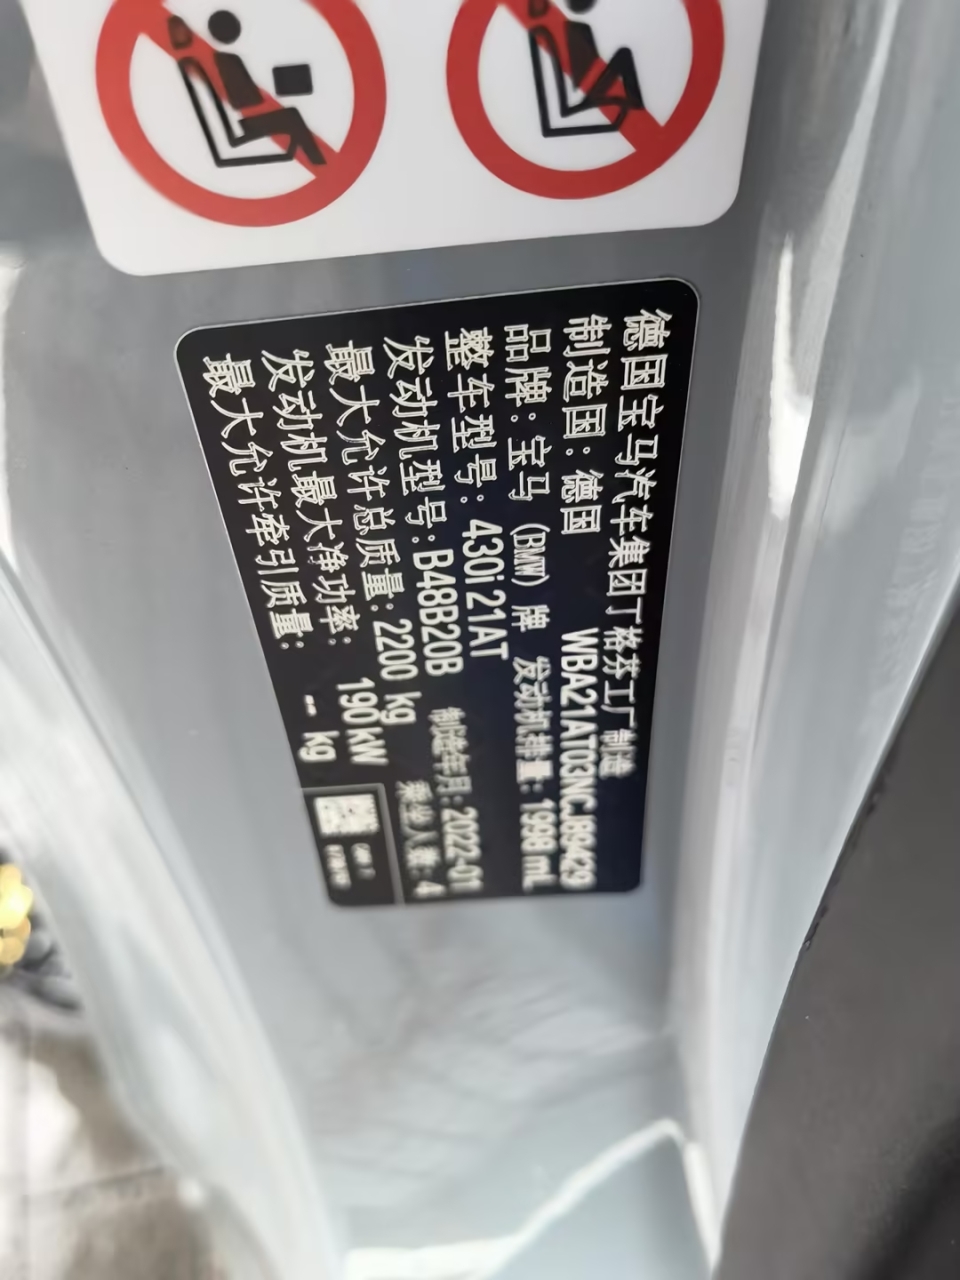 德国宝马汽车集团丁格芬工厂制造
制造国：德国 WBA21AT03NCJ89429
品牌：宝马（BMW）牌 发动机排量：1998 mL
整车型号：430i 21AT
发动机型号：B48B20B 制造年月：2022-01
最大允许总质量：2200 kg 乘坐人数：4
发动机最大净功率： 190 kW
最大允许牵引质量： - kg